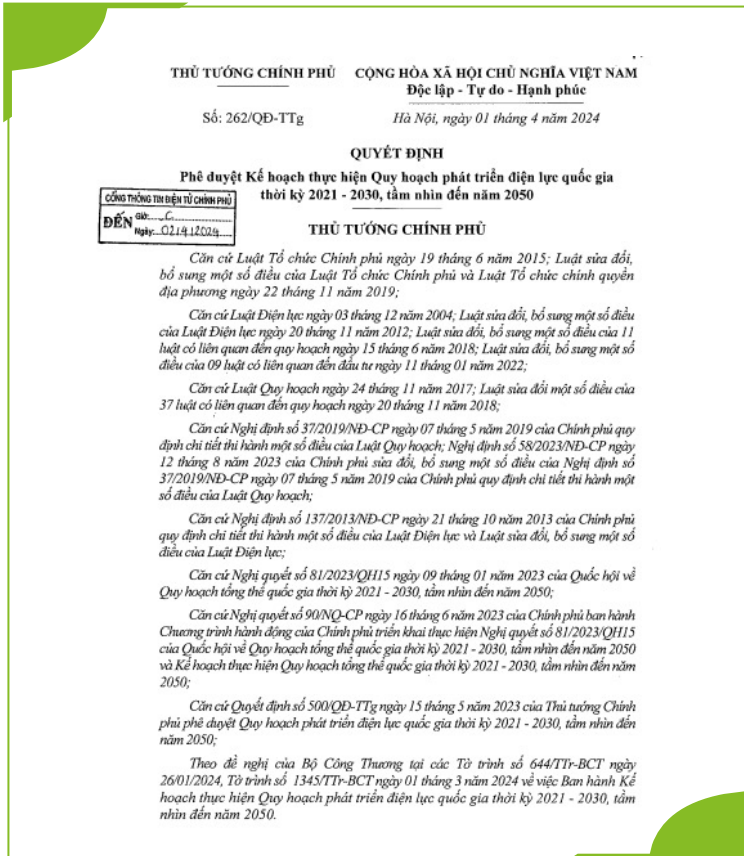 THỦ TƯỚNG CHÍNH PHỦ
CỘNG HÒA XÃ HỘI CHỦ NGHĨA VIỆT NAM
Độc lập - Tự do - Hạnh phúc
Số: 262/QĐ-TTg
Hà Nội, ngày 01 tháng 4 năm 2024
QUYẾT ĐỊNH
Phê duyệt Kế hoạch thực hiện Quy hoạch phát triển điện lực quốc gia
thời kỳ 2021 - 2030, tầm nhìn đến năm 2050
CỔNG THÔNG TIN ĐIỆN TỬ CHÍNH PHỦ
ĐẾN Giờ: C
Ngày: 02/4/2024
THỦ TƯỚNG CHÍNH PHỦ
Căn cứ Luật Tổ chức Chính phủ ngày 19 tháng 6 năm 2015; Luật sửa đổi,
bổ sung một số điều của Luật Tổ chức Chính phủ và Luật Tổ chức chính quyền
địa phương ngày 22 tháng 11 năm 2019;
Căn cứ Luật Điện lực ngày 03 tháng 12 năm 2004; Luật sửa đổi, bổ sung một số điều
của Luật Điện lực ngày 20 tháng 11 năm 2012; Luật sửa đổi, bổ sung một số điều của 11
luật có liên quan đến quy hoạch ngày 15 tháng 6 năm 2018; Luật sửa đổi, bổ sung một số
điều của 09 luật có liên quan đến đầu tư ngày 11 tháng 01 năm 2022;
Căn cứ Luật Quy hoạch ngày 24 tháng 11 năm 2017; Luật sửa đổi một số điều của
37 luật có liên quan đến quy hoạch ngày 20 tháng 11 năm 2018;
Căn cứ Nghị định số 37/2019/NĐ-CP ngày 07 tháng 5 năm 2019 của Chính phủ quy
định chi tiết thi hành một số điều của Luật Quy hoạch; Nghị định số 58/2023/NĐ-CP ngày
12 tháng 8 năm 2023 của Chính phủ sửa đổi, bổ sung một số điều của Nghị định số
37/2019/NĐ-CP ngày 07 tháng 5 năm 2019 của Chính phủ quy định chi tiết thi hành một
số điều của Luật Quy hoạch;
Căn cứ Nghị định số 137/2013/NĐ-CP ngày 21 tháng 10 năm 2013 của Chính phủ
quy định chi tiết thi hành một số điều của Luật Điện lực và Luật sửa đổi, bổ sung một số
điều của Luật Điện lực;
Căn cứ Nghị quyết số 81/2023/QH15 ngày 09 tháng 01 năm 2023 của Quốc hội về
Quy hoạch tổng thể quốc gia thời kỳ 2021 - 2030, tầm nhìn đến năm 2050;
Căn cứ Nghị quyết số 90/NQ-CP ngày 16 tháng 6 năm 2023 của Chính phủ ban hành
Chương trình hành động của Chính phủ triển khai thực hiện Nghị quyết số 81/2023/QH15
của Quốc hội về Quy hoạch tổng thể quốc gia thời kỳ 2021 - 2030, tầm nhìn đến năm 2050
và Kế hoạch thực hiện Quy hoạch tổng thể quốc gia thời kỳ 2021 - 2030, tầm nhìn đến năm
2050;
Căn cứ Quyết định số 500/QĐ-TTg ngày 15 tháng 5 năm 2023 của Thủ tướng Chính
phủ phê duyệt Quy hoạch phát triển điện lực quốc gia thời kỳ 2021 - 2030, tầm nhìn đến
năm 2050;
Theo đề nghị của Bộ Công Thương tại các Tờ trình số 644/TTr-BCT ngày
26/01/2024, Tờ trình số 1345/TTr-BCT ngày 01 tháng 3 năm 2024 về việc Ban hành Kế
hoạch thực hiện Quy hoạch phát triển điện lực quốc gia thời kỳ 2021 - 2030, tầm
nhìn đến năm 2050.